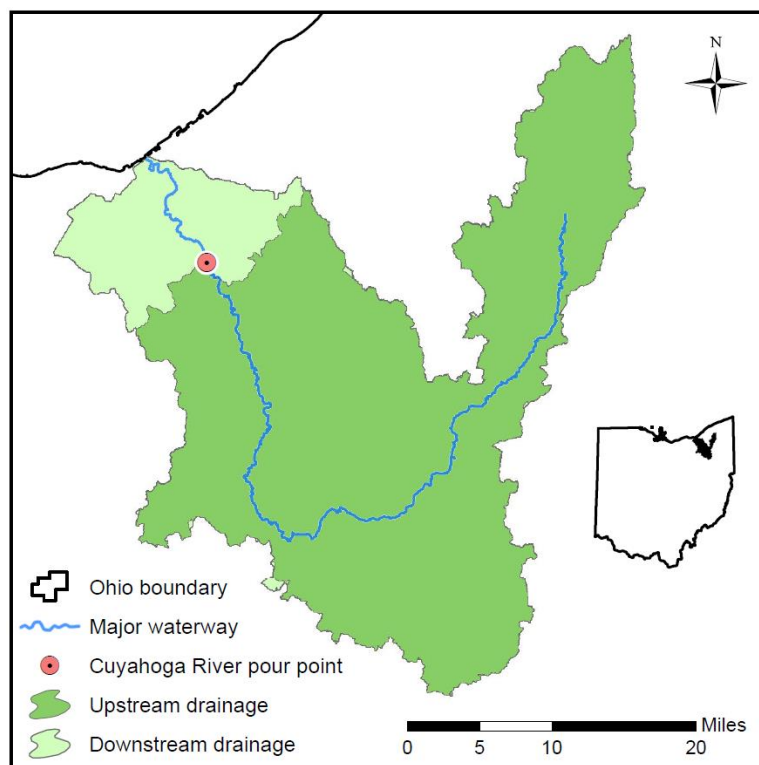 N
Ohio boundary
Major waterway
Cuyahoga River pour point
Upstream drainage
Downstream drainage
Miles
0 5 10 20